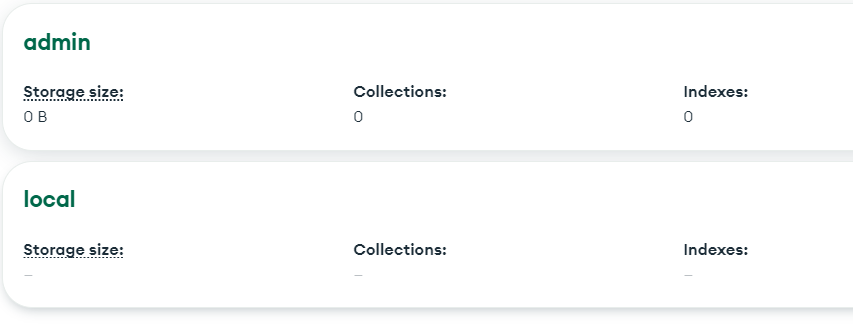 admin
Storage size: Collections: Indexes:
0 B 0 0
local
Storage size: Collections: Indexes:
– – –